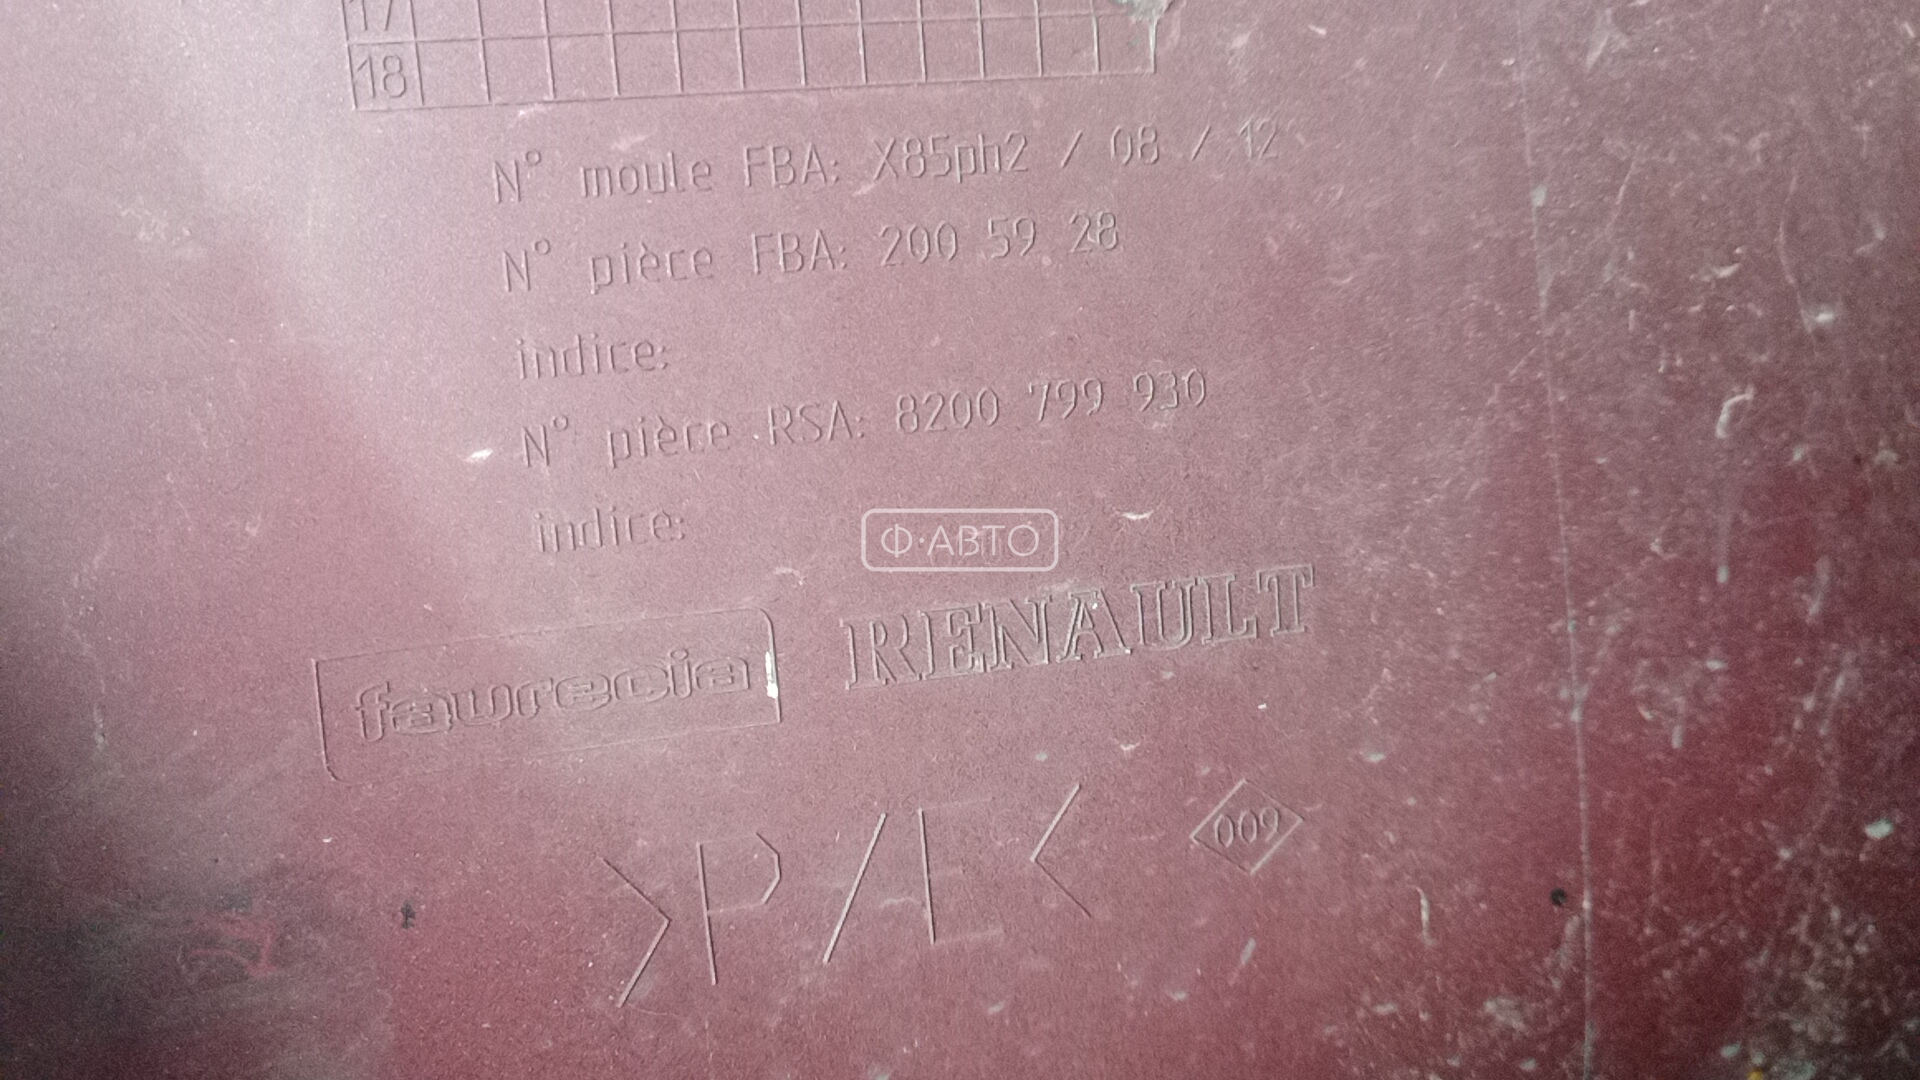 17
18
N° moule FBA: X85ph2 / 08 / 12
N° pièce FBA: 200 59 28
indice:
N° pièce RSA: 8200 799 930
indice:
Ф·АВТО
faurecia RENAULT
>P/E< 009